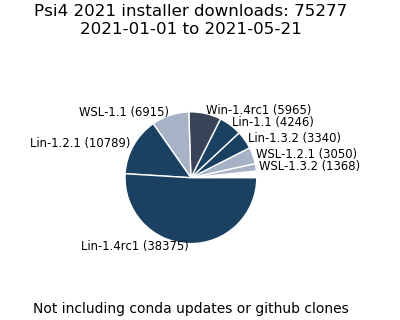 Psi4 2021 installer downloads: 75277
2021-01-01 to 2021-05-21
WSL-1.1 (6915)
Win-1.4rc1 (5965)
Lin-1.1 (4246)
Lin-1.3.2 (3340)
Lin-1.2.1 (10789)
WSL-1.2.1 (3050)
WSL-1.3.2 (1368)
Lin-1.4rc1 (38375)
Not including conda updates or github clones